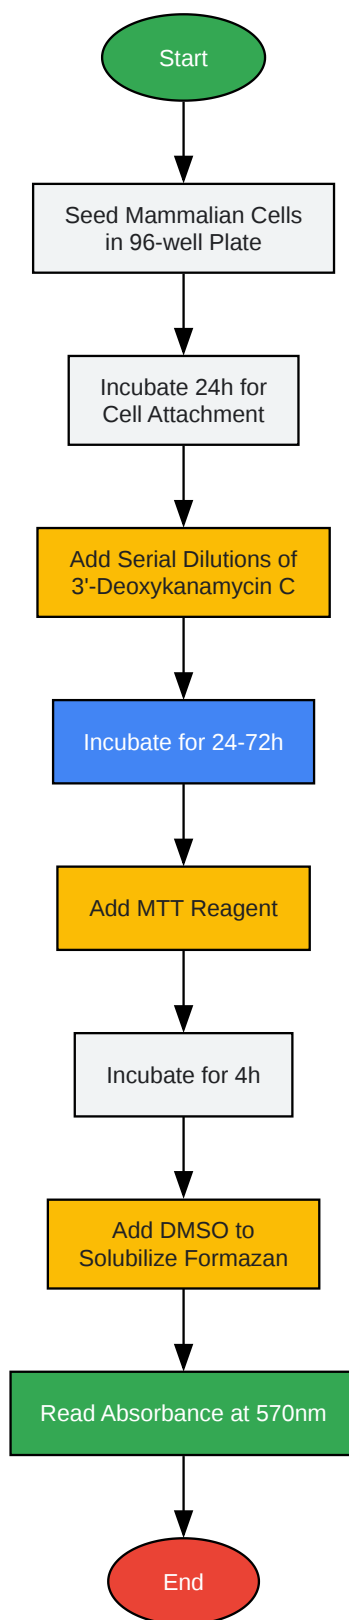 Start
Seed Mammalian Cells
in 96-well Plate
Incubate 24h for
Cell Attachment
Add Serial Dilutions of
3'-Deoxykanamycin C
Incubate for 24-72h
Add MTT Reagent
Incubate for 4h
Add DMSO to
Solubilize Formazan
Read Absorbance at 570nm
End